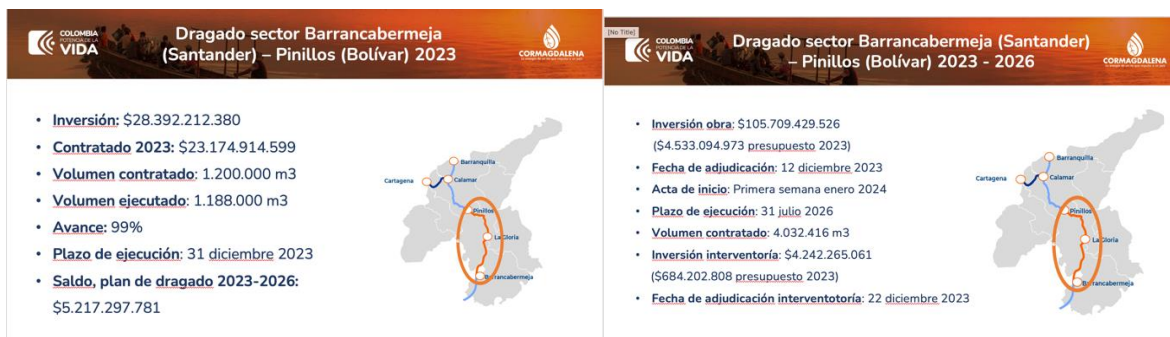 COLOMBIA
POTENCIA DE LA
VIDA
Dragado sector Barrancabermeja
(Santander) – Pinillos (Bolívar) 2023
CORMAGDALENA
• Inversión: $28.392.212.380
• Contratado 2023: $23.174.914.599
• Volumen contratado: 1.200.000 m3
• Volumen ejecutado: 1.188.000 m3
• Avance: 99%
• Plazo de ejecución: 31 diciembre 2023
• Saldo, plan de dragado 2023-2026:
$5.217.297.781
Barranquilla
Cartagena
Calamar
Pinillos
La Gloria
Barrancabermeja
[No Title]
COLOMBIA
POTENCIA DE LA
VIDA
Dragado sector Barrancabermeja (Santander)
– Pinillos (Bolívar) 2023 - 2026
CORMAGDALENA
• Inversión obra: $105.709.429.526
($4.533.094.973 presupuesto 2023)
• Fecha de adjudicación: 12 diciembre 2023
• Acta de inicio: Primera semana enero 2024
• Plazo de ejecución: 31 julio 2026
• Volumen contratado: 4.032.416 m3
• Inversión interventoría: $4.242.265.061
($684.202.808 presupuesto 2023)
• Fecha de adjudicación interventotoría: 22 diciembre 2023
Barranquilla
Cartagena
Calamar
Pinillos
La Gloria
Barrancabermeja